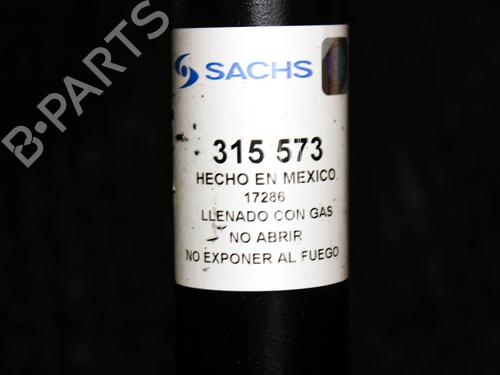 B-PARTS
SACHS
315 573
HECHO EN MEXICO
17286
LLENADO CON GAS
NO ABRIR
NO EXPONER AL FUEGO